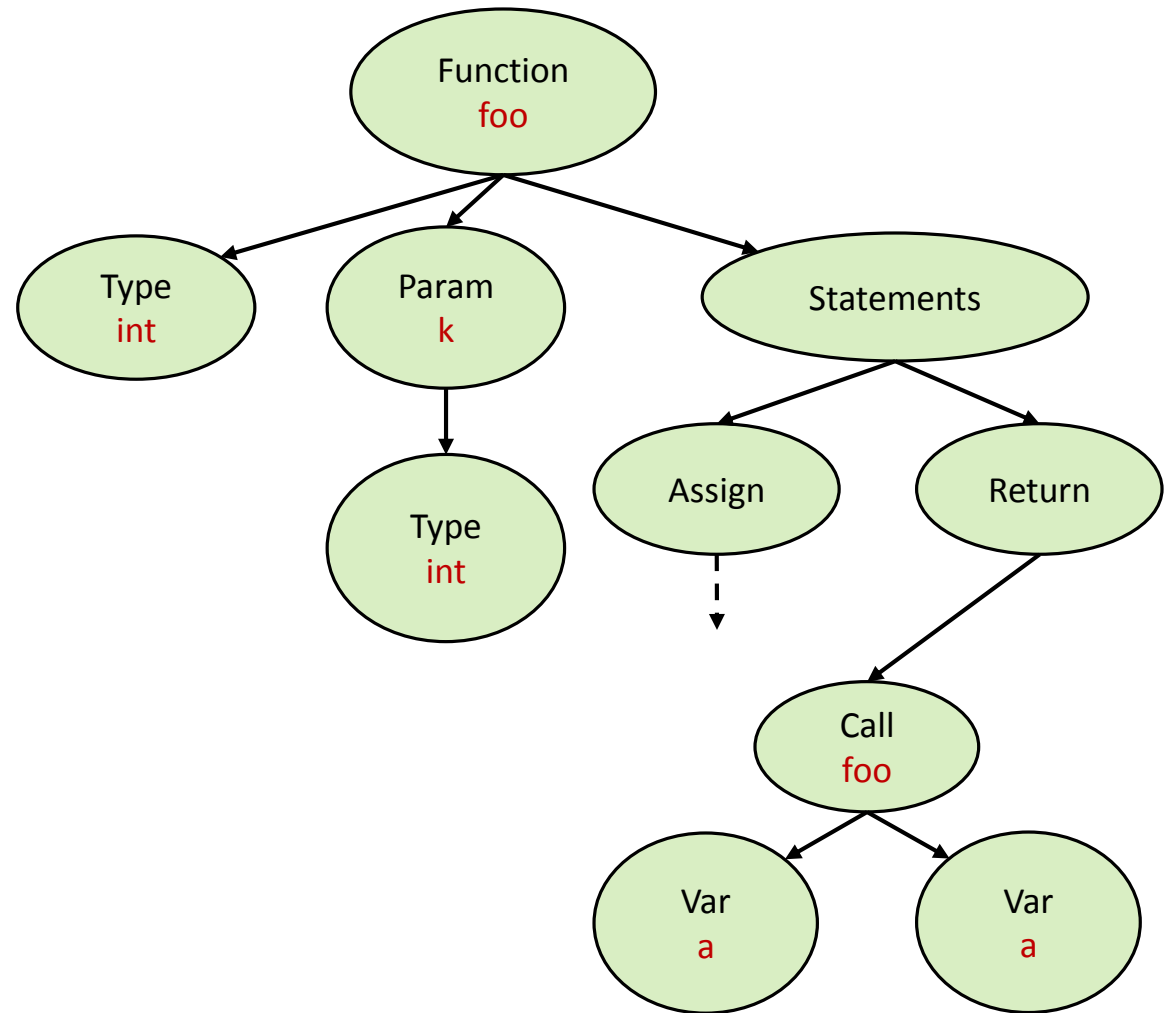 Function
foo
Type
int
Param
k
Statements
Type
int
Assign
Return
Call
foo
Var
a
Var
a